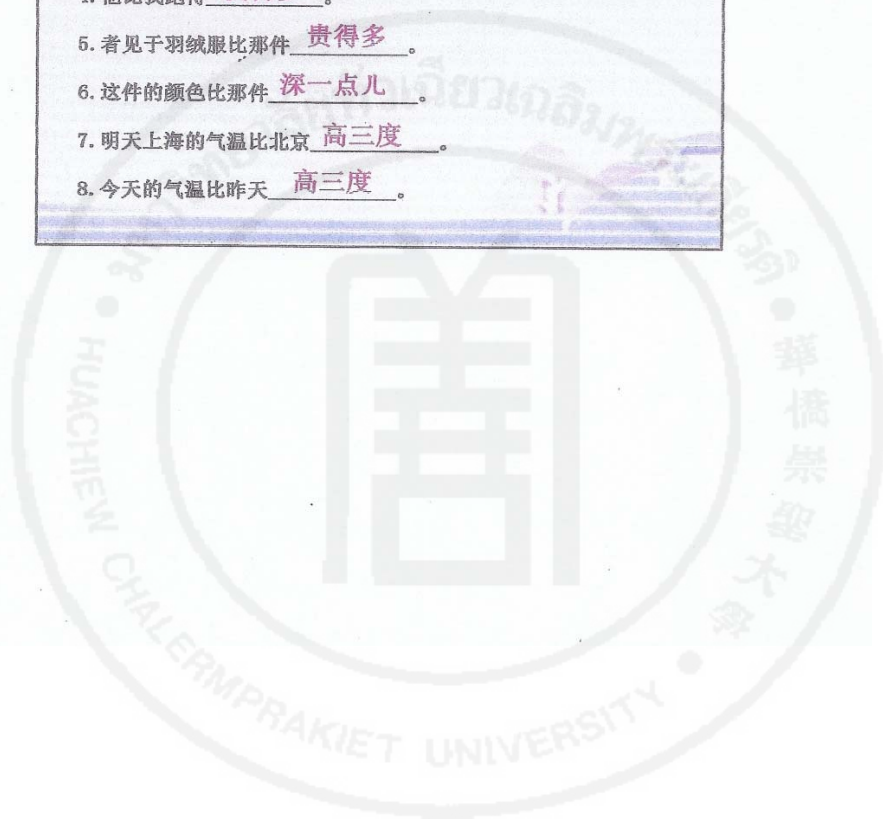 5. 者见于羽绒服比那件 贵得多 。
6. 这件的颜色比那件 深一点儿 。
7. 明天上海的气温比北京 高三度 。
8. 今天的气温比昨天 高三度 。
HUACHIEW CHALERMPRAKIET UNIVERSITY
華僑崇聖大學